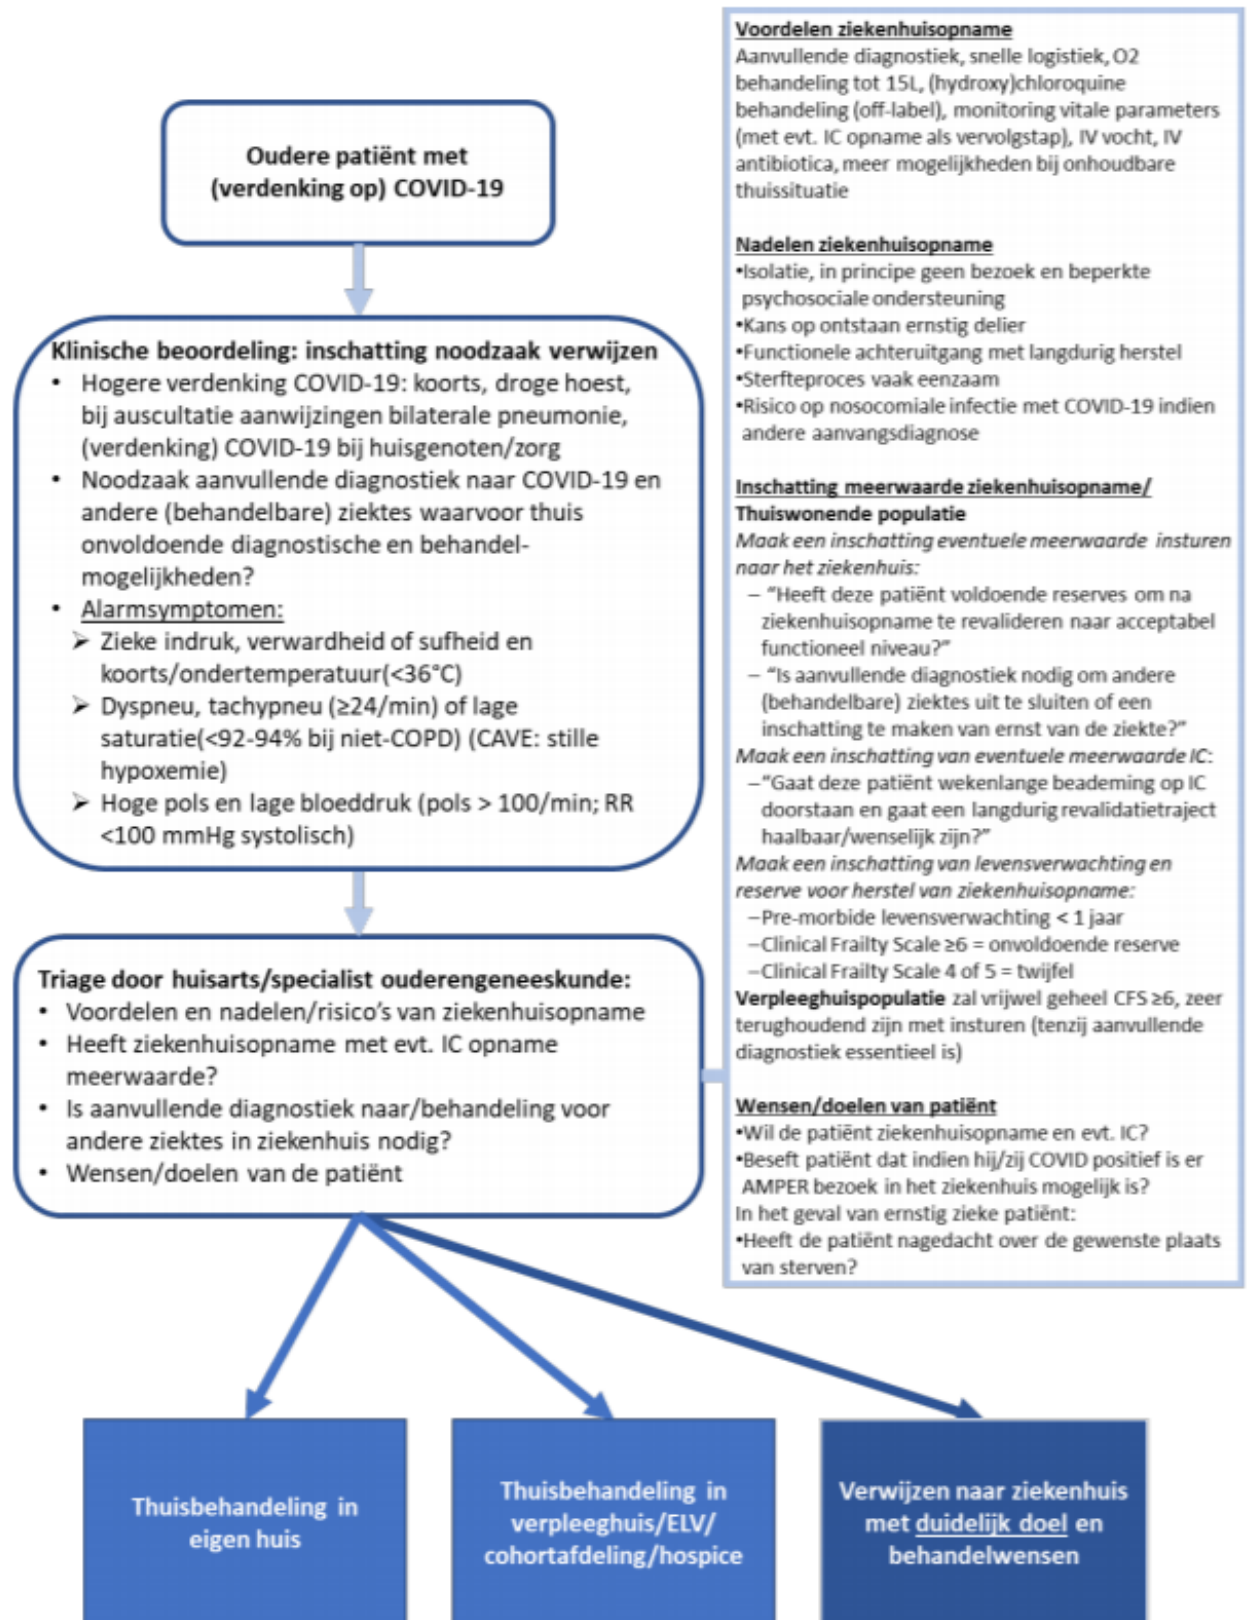 Oudere patiënt met
(verdenking op) COVID-19
Klinische beoordeling: inschatting noodzaak verwijzen
• Hogere verdenking COVID-19: koorts, droge hoest,
bij auscultatie aanwijzingen bilaterale pneumonie,
(verdenking) COVID-19 bij huisgenoten/zorg
• Noodzaak aanvullende diagnostiek naar COVID-19 en
andere (behandelbare) ziektes waarvoor thuis
onvoldoende diagnostische en behandel-
mogelijkheden?
• Alarmsymptomen:
➢ Zieke indruk, verwardheid of sufheid en
koorts/ondertemperatuur(<36°C)
➢ Dyspneu, tachypneu (≥24/min) of lage
saturatie(<92-94% bij niet-COPD) (CAVE: stille
hypoxemie)
➢ Hoge pols en lage bloeddruk (pols > 100/min; RR
<100 mmHg systolisch)
Triage door huisarts/specialist ouderengeneeskunde:
• Voordelen en nadelen/risico's van ziekenhuisopname
• Heeft ziekenhuisopname met evt. IC opname
meerwaarde?
• Is aanvullende diagnostiek naar/behandeling voor
andere ziektes in ziekenhuis nodig?
• Wensen/doelen van de patiënt
Voordelen ziekenhuisopname
Aanvullende diagnostiek, snelle logistiek, O2
behandeling tot 15L, (hydroxy)chloroquine
behandeling (off-label), monitoring vitale parameters
(met evt. IC opname als vervolgstap), IV vocht, IV
antibiotica, meer mogelijkheden bij onhoudbare
thuissituatie
Nadelen ziekenhuisopname
•Isolatie, in principe geen bezoek en beperkte
psychosociale ondersteuning
•Kans op ontstaan ernstig delier
•Functionele achteruitgang met langdurig herstel
•Sterfteproces vaak eenzaam
•Risico op nosocomiale infectie met COVID-19 indien
andere aanvangsdiagnose
Inschatting meerwaarde ziekenhuisopname/
Thuiswonende populatie
Maak een inschatting eventuele meerwaarde insturen
naar het ziekenhuis:
– "Heeft deze patiënt voldoende reserves om na
ziekenhuisopname te revalideren naar acceptabel
functioneel niveau?"
– "Is aanvullende diagnostiek nodig om andere
(behandelbare) ziektes uit te sluiten of een
inschatting te maken van ernst van de ziekte?"
Maak een inschatting van eventuele meerwaarde IC:
–"Gaat deze patiënt wekenlange beademing op IC
doorstaan en gaat een langdurig revalidatietraject
haalbaar/wenselijk zijn?"
Maak een inschatting van levensverwachting en
reserve voor herstel van ziekenhuisopname:
–Pre-morbide levensverwachting < 1 jaar
–Clinical Frailty Scale ≥6 = onvoldoende reserve
–Clinical Frailty Scale 4 of 5 = twijfel
Verpleeghuispopulatie zal vrijwel geheel CFS ≥6, zeer
terughoudend zijn met insturen (tenzij aanvullende
diagnostiek essentieel is)
Wensen/doelen van patiënt
•Wil de patiënt ziekenhuisopname en evt. IC?
•Beseft patiënt dat indien hij/zij COVID positief is er
AMPER bezoek in het ziekenhuis mogelijk is?
In het geval van ernstig zieke patiënt:
•Heeft de patiënt nagedacht over de gewenste plaats
van sterven?
Thuisbehandeling in
eigen huis
Thuisbehandeling in
verpleeghuis/ELV/
cohortafdeling/hospice
Verwijzen naar ziekenhuis
met duidelijk doel en
behandelwensen